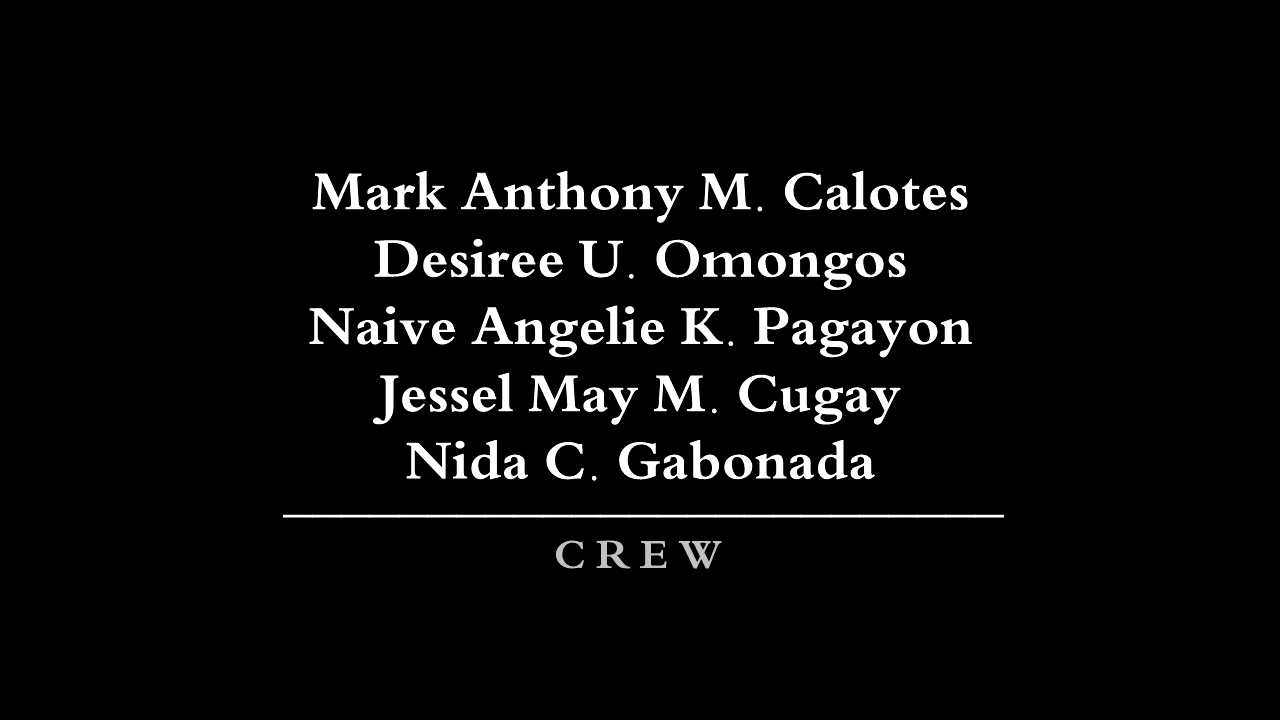 Mark Anthony M. Calotes
Desiree U. Omongos
Naive Angelie K. Pagayon
Jessel May M. Cugay
Nida C. Gabonada
CREW